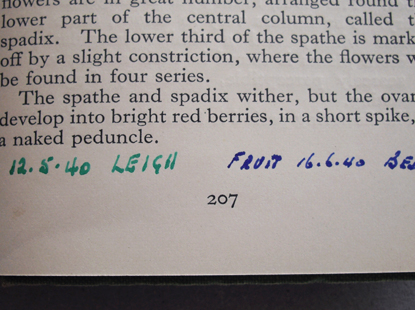 flowers are in great number, arranged round t
lower part of the central column, called t
spadix. The lower third of the spathe is mark
off by a slight constriction, where the flowers w
be found in four series.
The spathe and spadix wither, but the ovar
develop into bright red berries, in a short spike,
a naked peduncle.
12.5.40 LEIGH FRUIT 16.6.40 BE
207